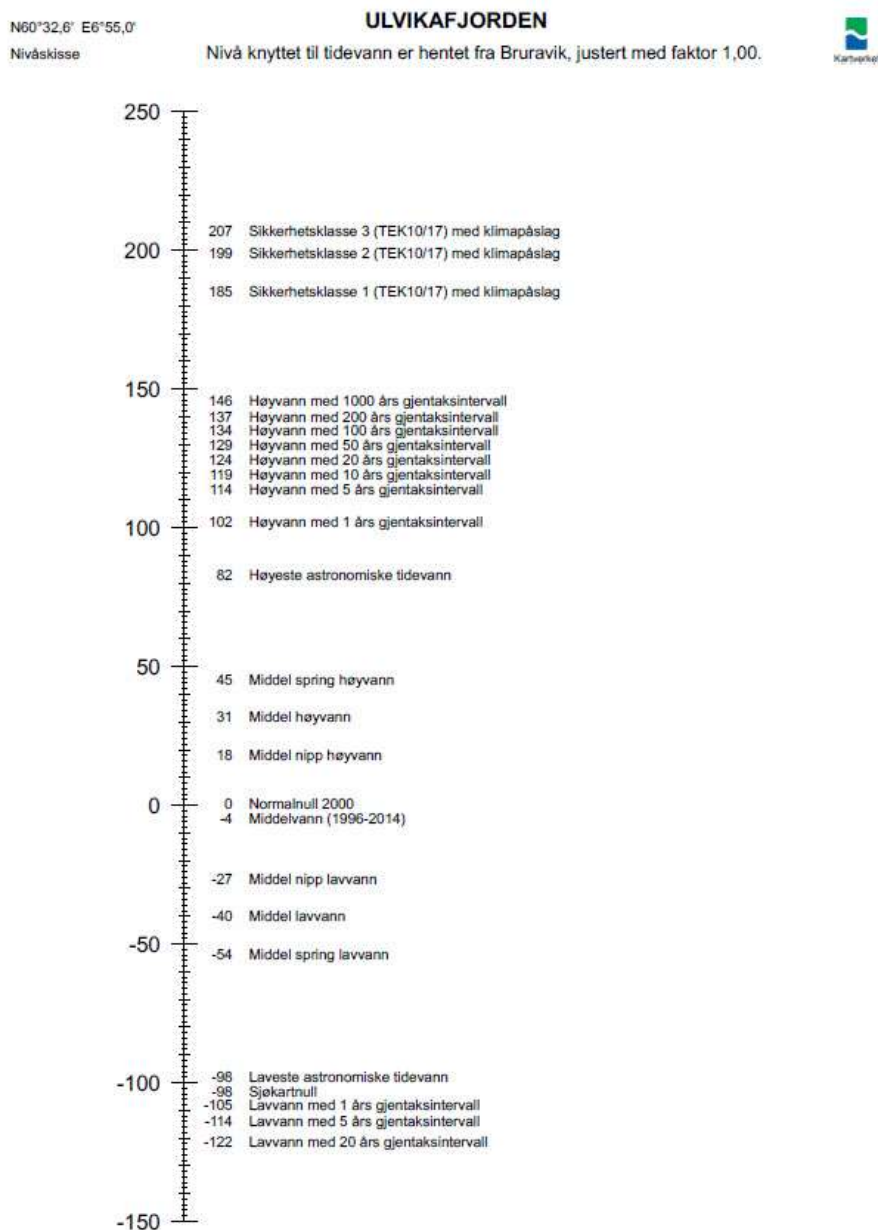 N60°32,6' E6°55,0'
ULVIKAFJORDEN
Nivåskisse
Nivå knyttet til tidevann er hentet fra Bruravik, justert med faktor 1,00.
Kartverket
250
207 Sikkerhetsklasse 3 (TEK10/17) med klimapåslag
200
199 Sikkerhetsklasse 2 (TEK10/17) med klimapåslag
185 Sikkerhetsklasse 1 (TEK10/17) med klimapåslag
150
146 Høyvann med 1000 års gjentaksintervall
137 Høyvann med 200 års gjentaksintervall
134 Høyvann med 100 års gjentaksintervall
129 Høyvann med 50 års gjentaksintervall
124 Høyvann med 20 års gjentaksintervall
119 Høyvann med 10 års gjentaksintervall
114 Høyvann med 5 års gjentaksintervall
102 Høyvann med 1 års gjentaksintervall
100
82 Høyeste astronomiske tidevann
50
45 Middel spring høyvann
31 Middel høyvann
18 Middel nipp høyvann
0
0 Normalnull 2000
-4 Middelvann (1996-2014)
-27 Middel nipp lavvann
-40 Middel lavvann
-50
-54 Middel spring lavvann
-98 Laveste astronomiske tidevann
-100
-98 Sjøkartnull
-105 Lavvann med 1 års gjentaksintervall
-114 Lavvann med 5 års gjentaksintervall
-122 Lavvann med 20 års gjentaksintervall
-150